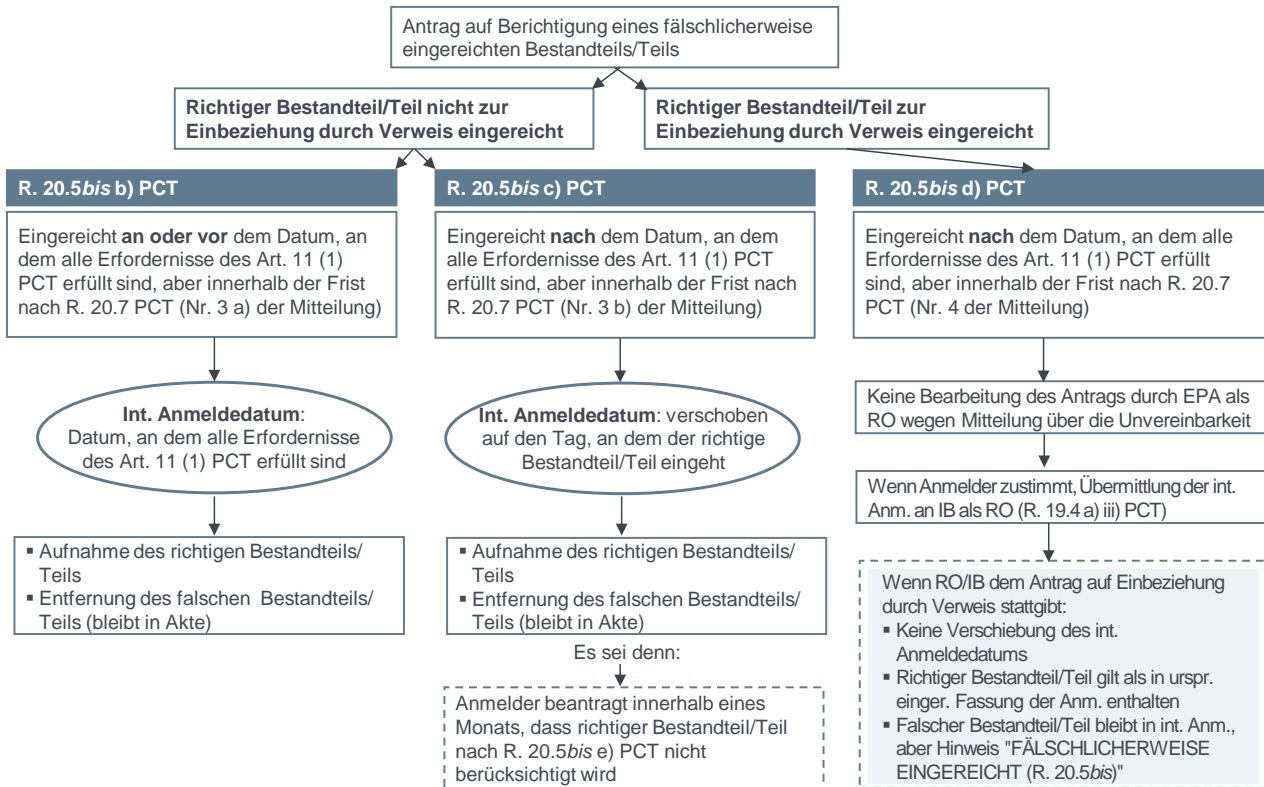 Antrag auf Berichtigung eines fälschlicherweise
eingereichten Bestandteils/Teils
Richtiger Bestandteil/Teil nicht zur
Einbeziehung durch Verweis eingereicht
Richtiger Bestandteil/Teil zur
Einbeziehung durch Verweis eingereicht
R. 20.5bis b) PCT
Eingereicht an oder vor dem Datum, an
dem alle Erfordernisse des Art. 11 (1)
PCT erfüllt sind, aber innerhalb der Frist
nach R. 20.7 PCT (Nr. 3 a) der Mitteilung)
Int. Anmeldedatum:
Datum, an dem alle Erfordernisse
des Art. 11 (1) PCT erfüllt sind
▪ Aufnahme des richtigen Bestandteils/
Teils
▪ Entfernung des falschen Bestandteils/
Teils (bleibt in Akte)
R. 20.5bis c) PCT
Eingereicht nach dem Datum, an dem
alle Erfordernisse des Art. 11 (1) PCT
erfüllt sind, aber innerhalb der Frist nach
R. 20.7 PCT (Nr. 3 b) der Mitteilung)
Int. Anmeldedatum: verschoben
auf den Tag, an dem der richtige
Bestandteil/Teil eingeht
▪ Aufnahme des richtigen Bestandteils/
Teils
▪ Entfernung des falschen Bestandteils/
Teils (bleibt in Akte)
Es sei denn:
Anmelder beantragt innerhalb eines
Monats, dass richtiger Bestandteil/Teil
nach R. 20.5bis e) PCT nicht
berücksichtigt wird
R. 20.5bis d) PCT
Eingereicht nach dem Datum, an dem alle
Erfordernisse des Art. 11 (1) PCT erfüllt
sind, aber innerhalb der Frist nach R. 20.7
PCT (Nr. 4 der Mitteilung)
Keine Bearbeitung des Antrags durch EPA als
RO wegen Mitteilung über die Unvereinbarkeit
Wenn Anmelder zustimmt, Übermittlung der int.
Anm. an IB als RO (R. 19.4 a) iii) PCT)
Wenn RO/IB dem Antrag auf Einbeziehung
durch Verweis stattgibt:
▪ Keine Verschiebung des int.
Anmeldedatums
▪ Richtiger Bestandteil/Teil gilt als in urspr.
einger. Fassung der Anm. enthalten
▪ Falscher Bestandteil/Teil bleibt in int. Anm.,
aber Hinweis "FÄLSCHLICHERWEISE
EINGEREICHT (R. 20.5bis)"